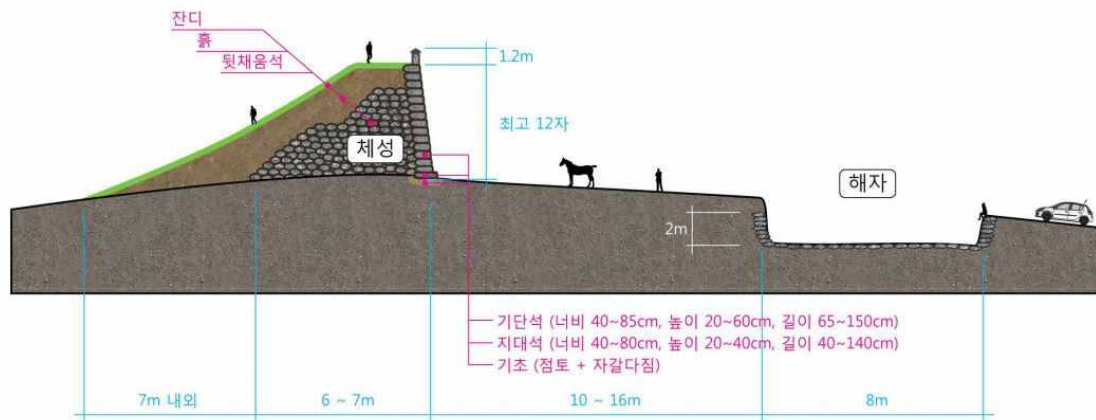 잔디
흙
뒷채움석
1.2m
최고 12자
체성
해자
2m
기단석 (너비 40~85cm, 높이 20~60cm, 길이 65~150cm)
지대석 (너비 40~80cm, 높이 20~40cm, 길이 40~140cm)
기초 (점토 + 자갈다짐)
7m 내외
6 ~ 7m
10 ~ 16m
8m